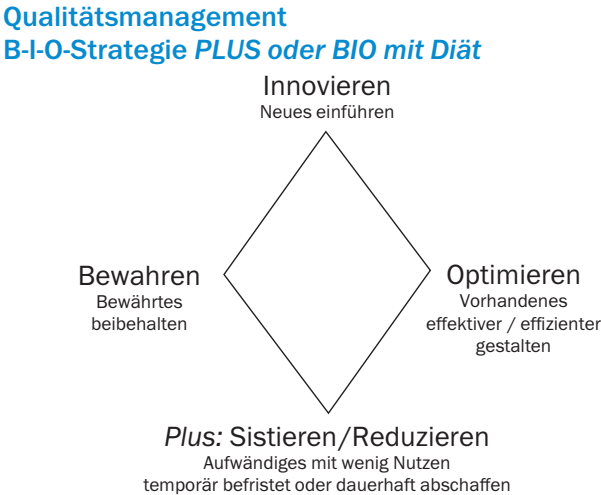 Qualitätsmanagement
B-I-O-Strategie PLUS oder BIO mit Diät
Innovieren
Neues einführen
Bewahren
Bewährtes
beibehalten
Optimieren
Vorhandenes
effektiver / effizienter
gestalten
Plus: Sistieren/Reduzieren
Aufwändiges mit wenig Nutzen
temporär befristet oder dauerhaft abschaffen